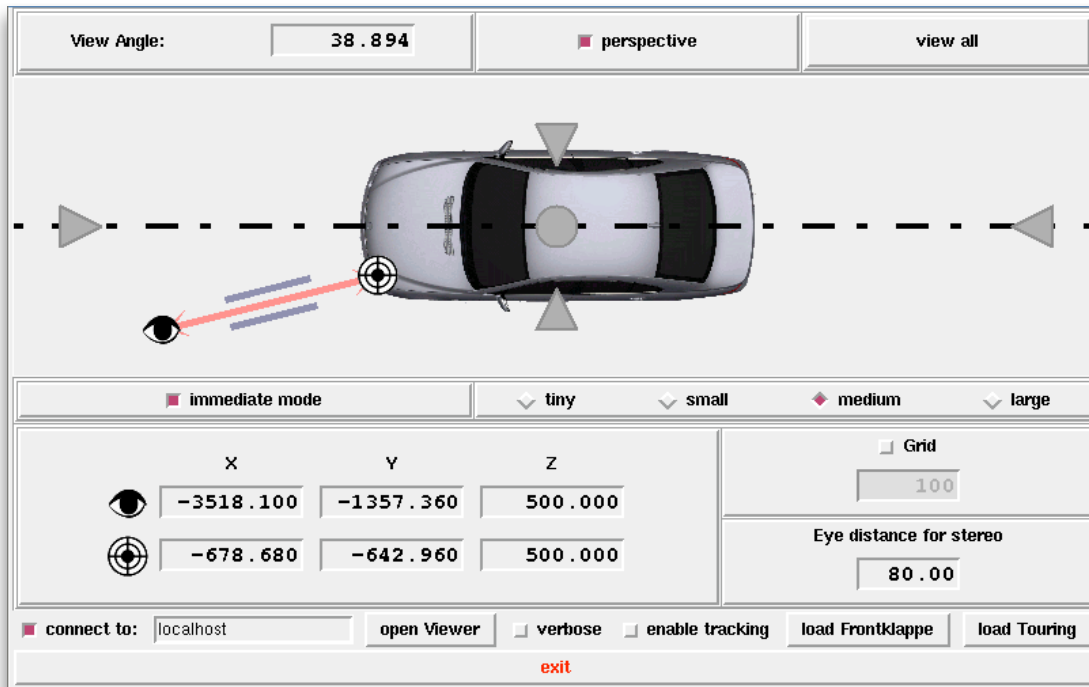 View Angle: 38.894 perspective view all
immediate mode tiny small medium large
X Y Z
-3518.100 -1357.360 500.000
-678.680 -642.960 500.000
Grid
100
Eye distance for stereo
80.00
connect to: localhost open Viewer verbose enable tracking load Frontklappe load Touring
exit